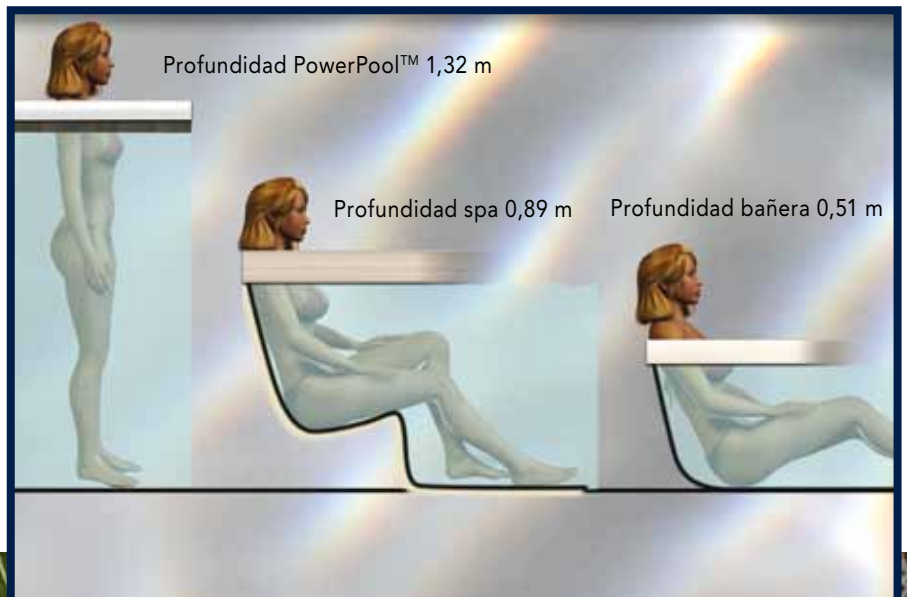 Profundidad PowerPool™ 1,32 m
Profundidad spa 0,89 m
Profundidad bañera 0,51 m